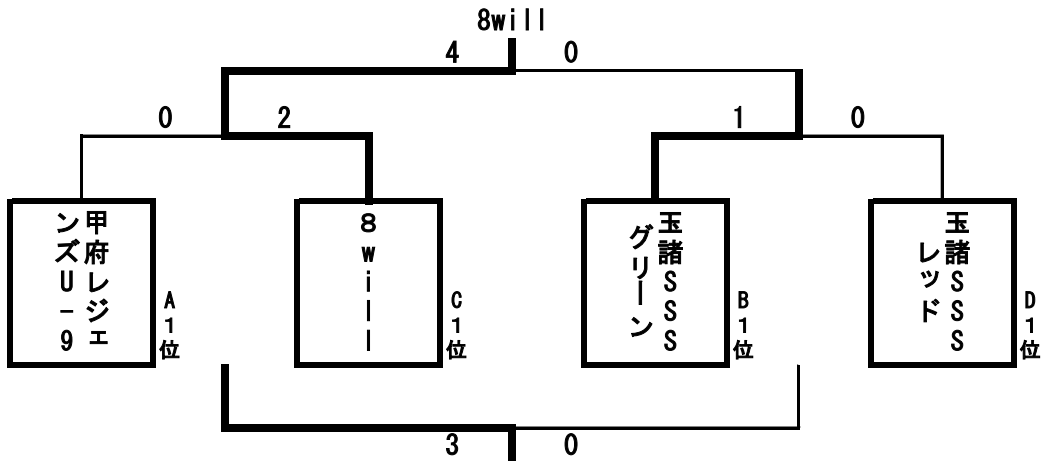 8will
4 0
0 2 1 0
甲府レジェ
ンズU-9
A1位
8will
C1位
玉諸SSS
グリーン
B1位
玉諸SSS
レッド
D1位
3 0